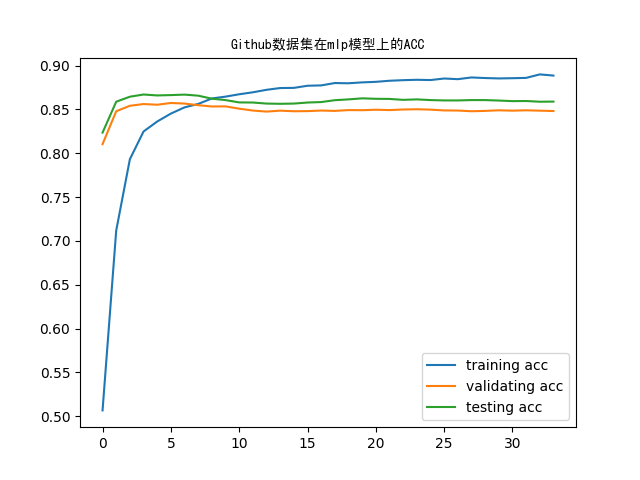 Github数据集在mlp模型上的ACC
0.90
0.85
0.80
0.75
0.70
0.65
0.60
0.55
0.50
training acc
validating acc
testing acc
0 5 10 15 20 25 30